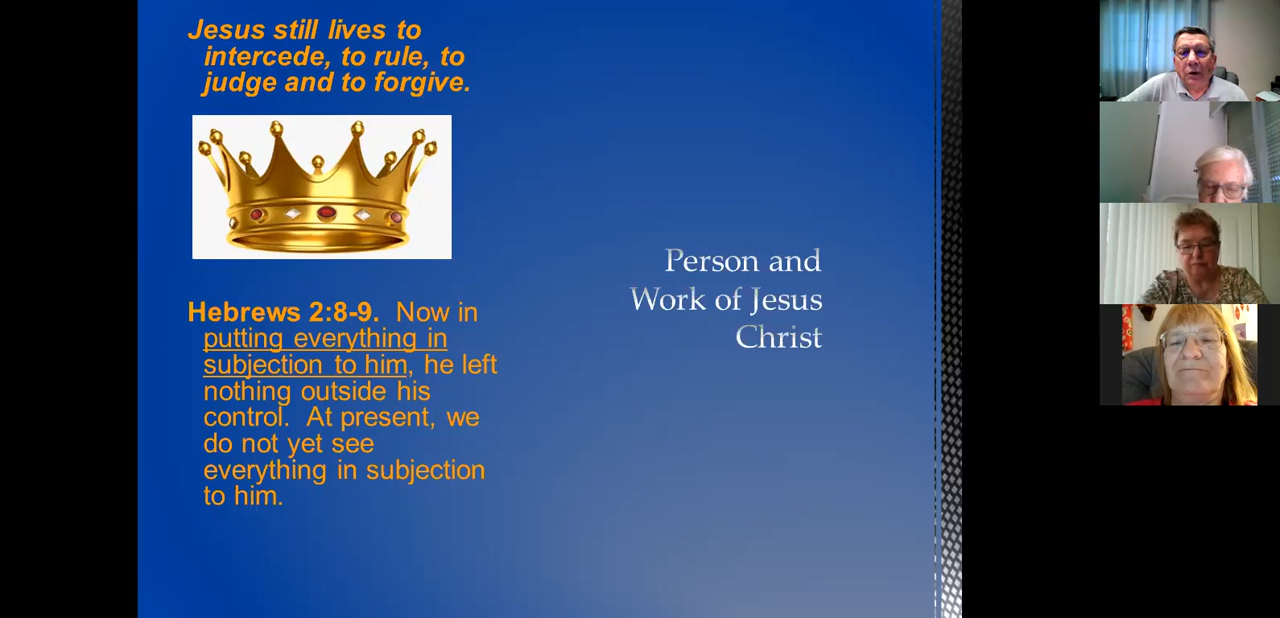 Jesus still lives to
intercede, to rule, to
judge and to forgive.
Hebrews 2:8-9. Now in
putting everything in
subjection to him, he left
nothing outside his
control. At present, we
do not yet see
everything in subjection
to him.
Person and
Work of Jesus
Christ